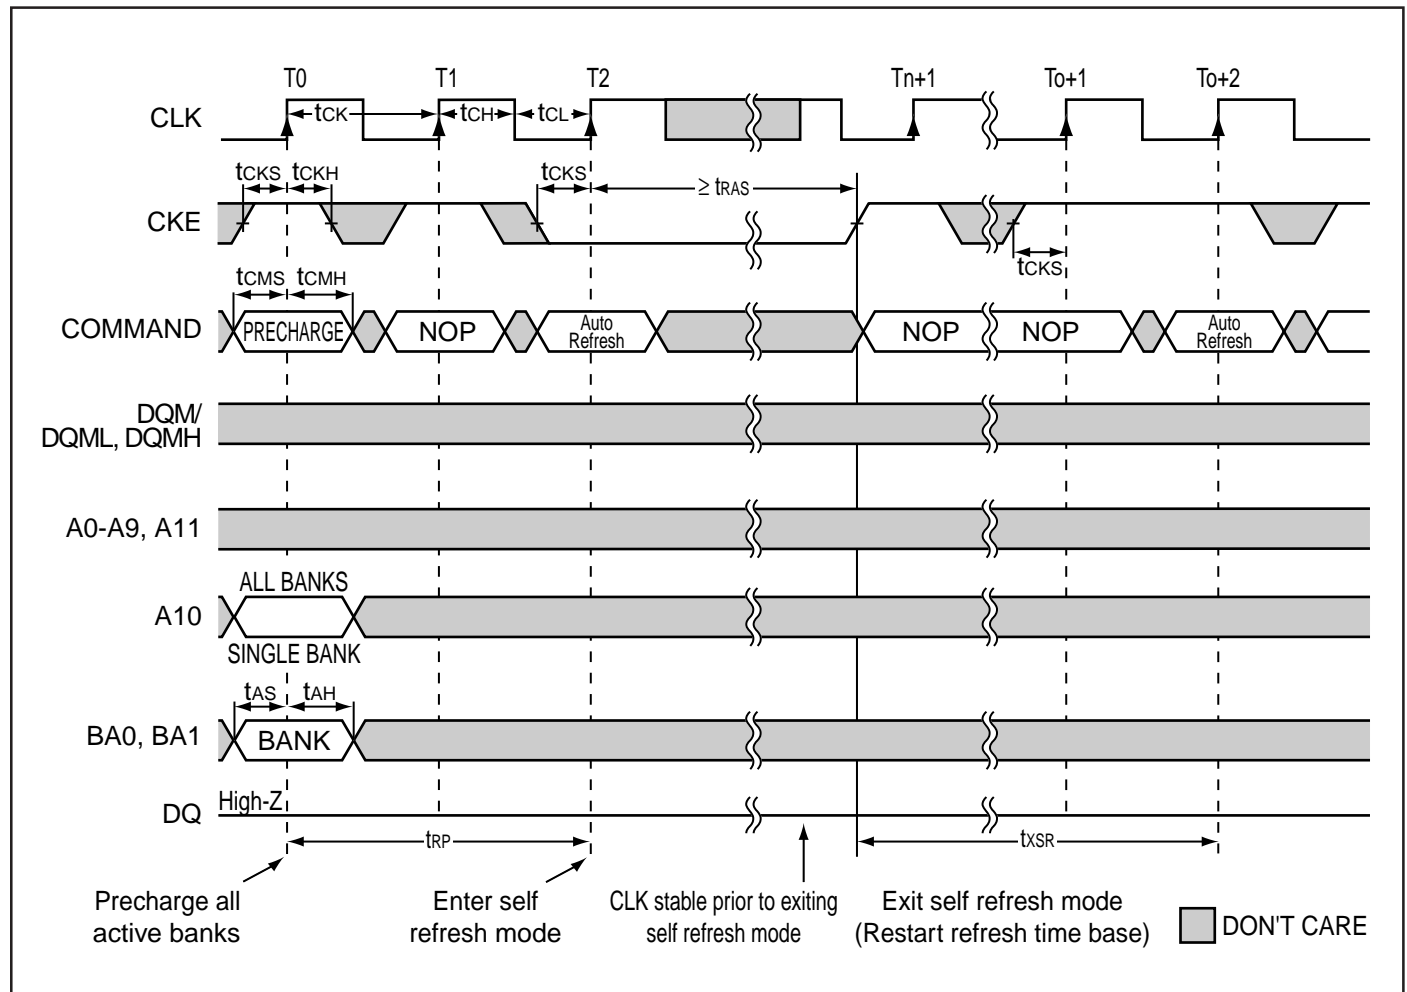 T0 T1 T2 Tn+1 To+1 To+2
CLK
tCK tCH tCL
tCKS tCKH tCKS ≥ tRAS
CKE
tCKS
tCMS tCMH
COMMAND
PRECHARGE NOP Auto Refresh NOP NOP Auto Refresh
DQM/
DQML, DQMH
A0-A9, A11
ALL BANKS
A10
SINGLE BANK
tAS tAH
BA0, BA1 BANK
High-Z
DQ
tRP tXSR
Precharge all
active banks
Enter self
refresh mode
CLK stable prior to exiting
self refresh mode
Exit self refresh mode
(Restart refresh time base)
DON'T CARE